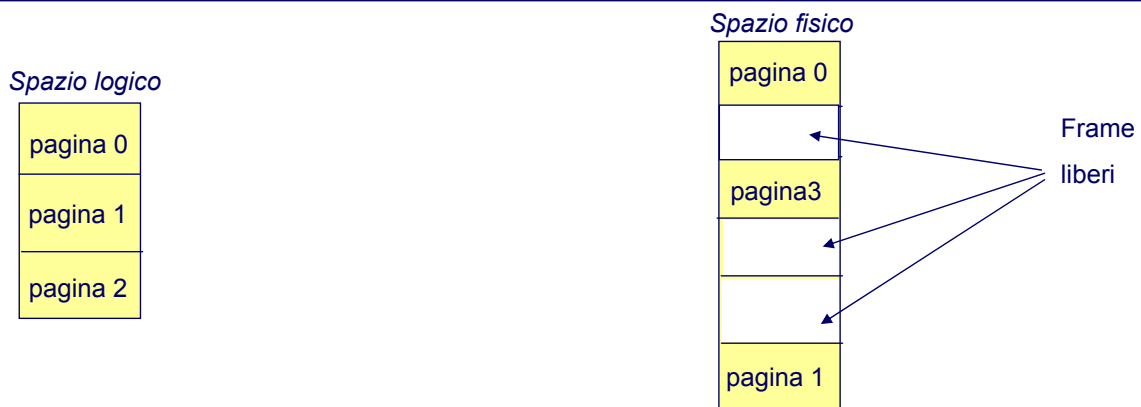 Spazio logico
pagina 0
pagina 1
pagina 2
Spazio fisico
pagina 0
pagina3
pagina 1
Frame
liberi